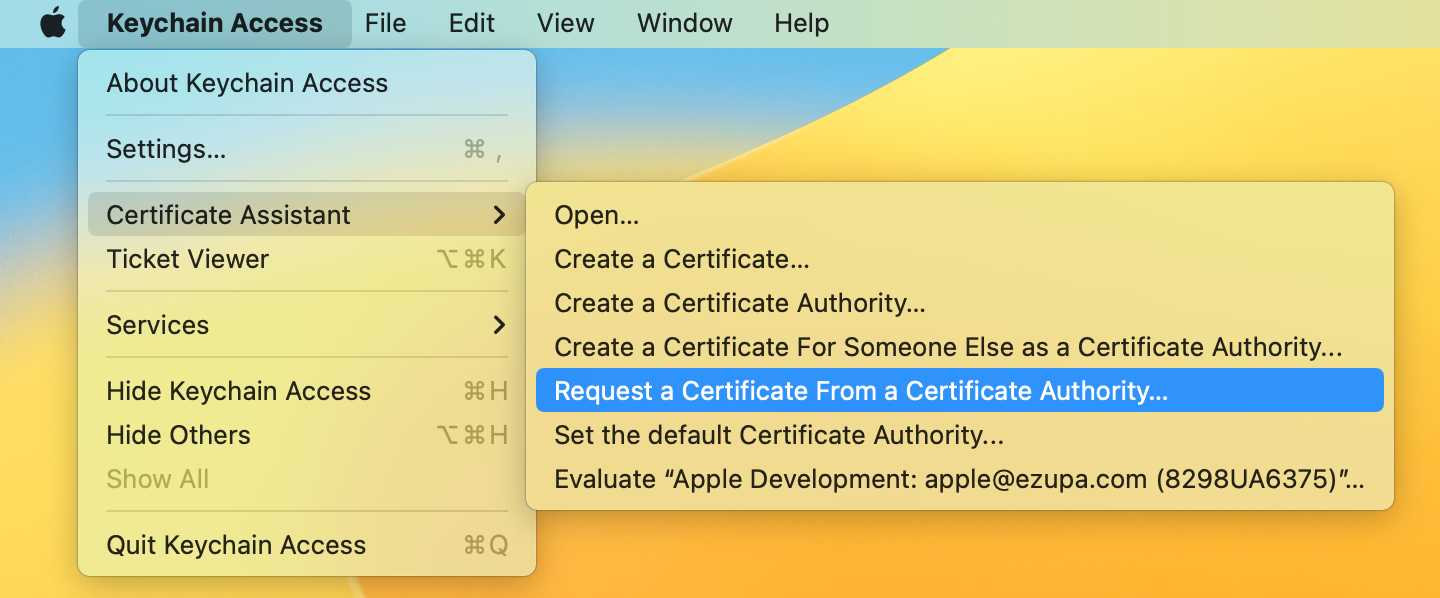 Keychain Access File Edit View Window Help
About Keychain Access
Settings... ⌘ ,
Certificate Assistant
Ticket Viewer ⌥⌘K
Services
Hide Keychain Access ⌘H
Hide Others ⌥⌘H
Show All
Quit Keychain Access ⌘Q
Open...
Create a Certificate...
Create a Certificate Authority...
Create a Certificate For Someone Else as a Certificate Authority...
Request a Certificate From a Certificate Authority...
Set the default Certificate Authority...
Evaluate “Apple Development: apple@ezupa.com (8298UA6375)”...